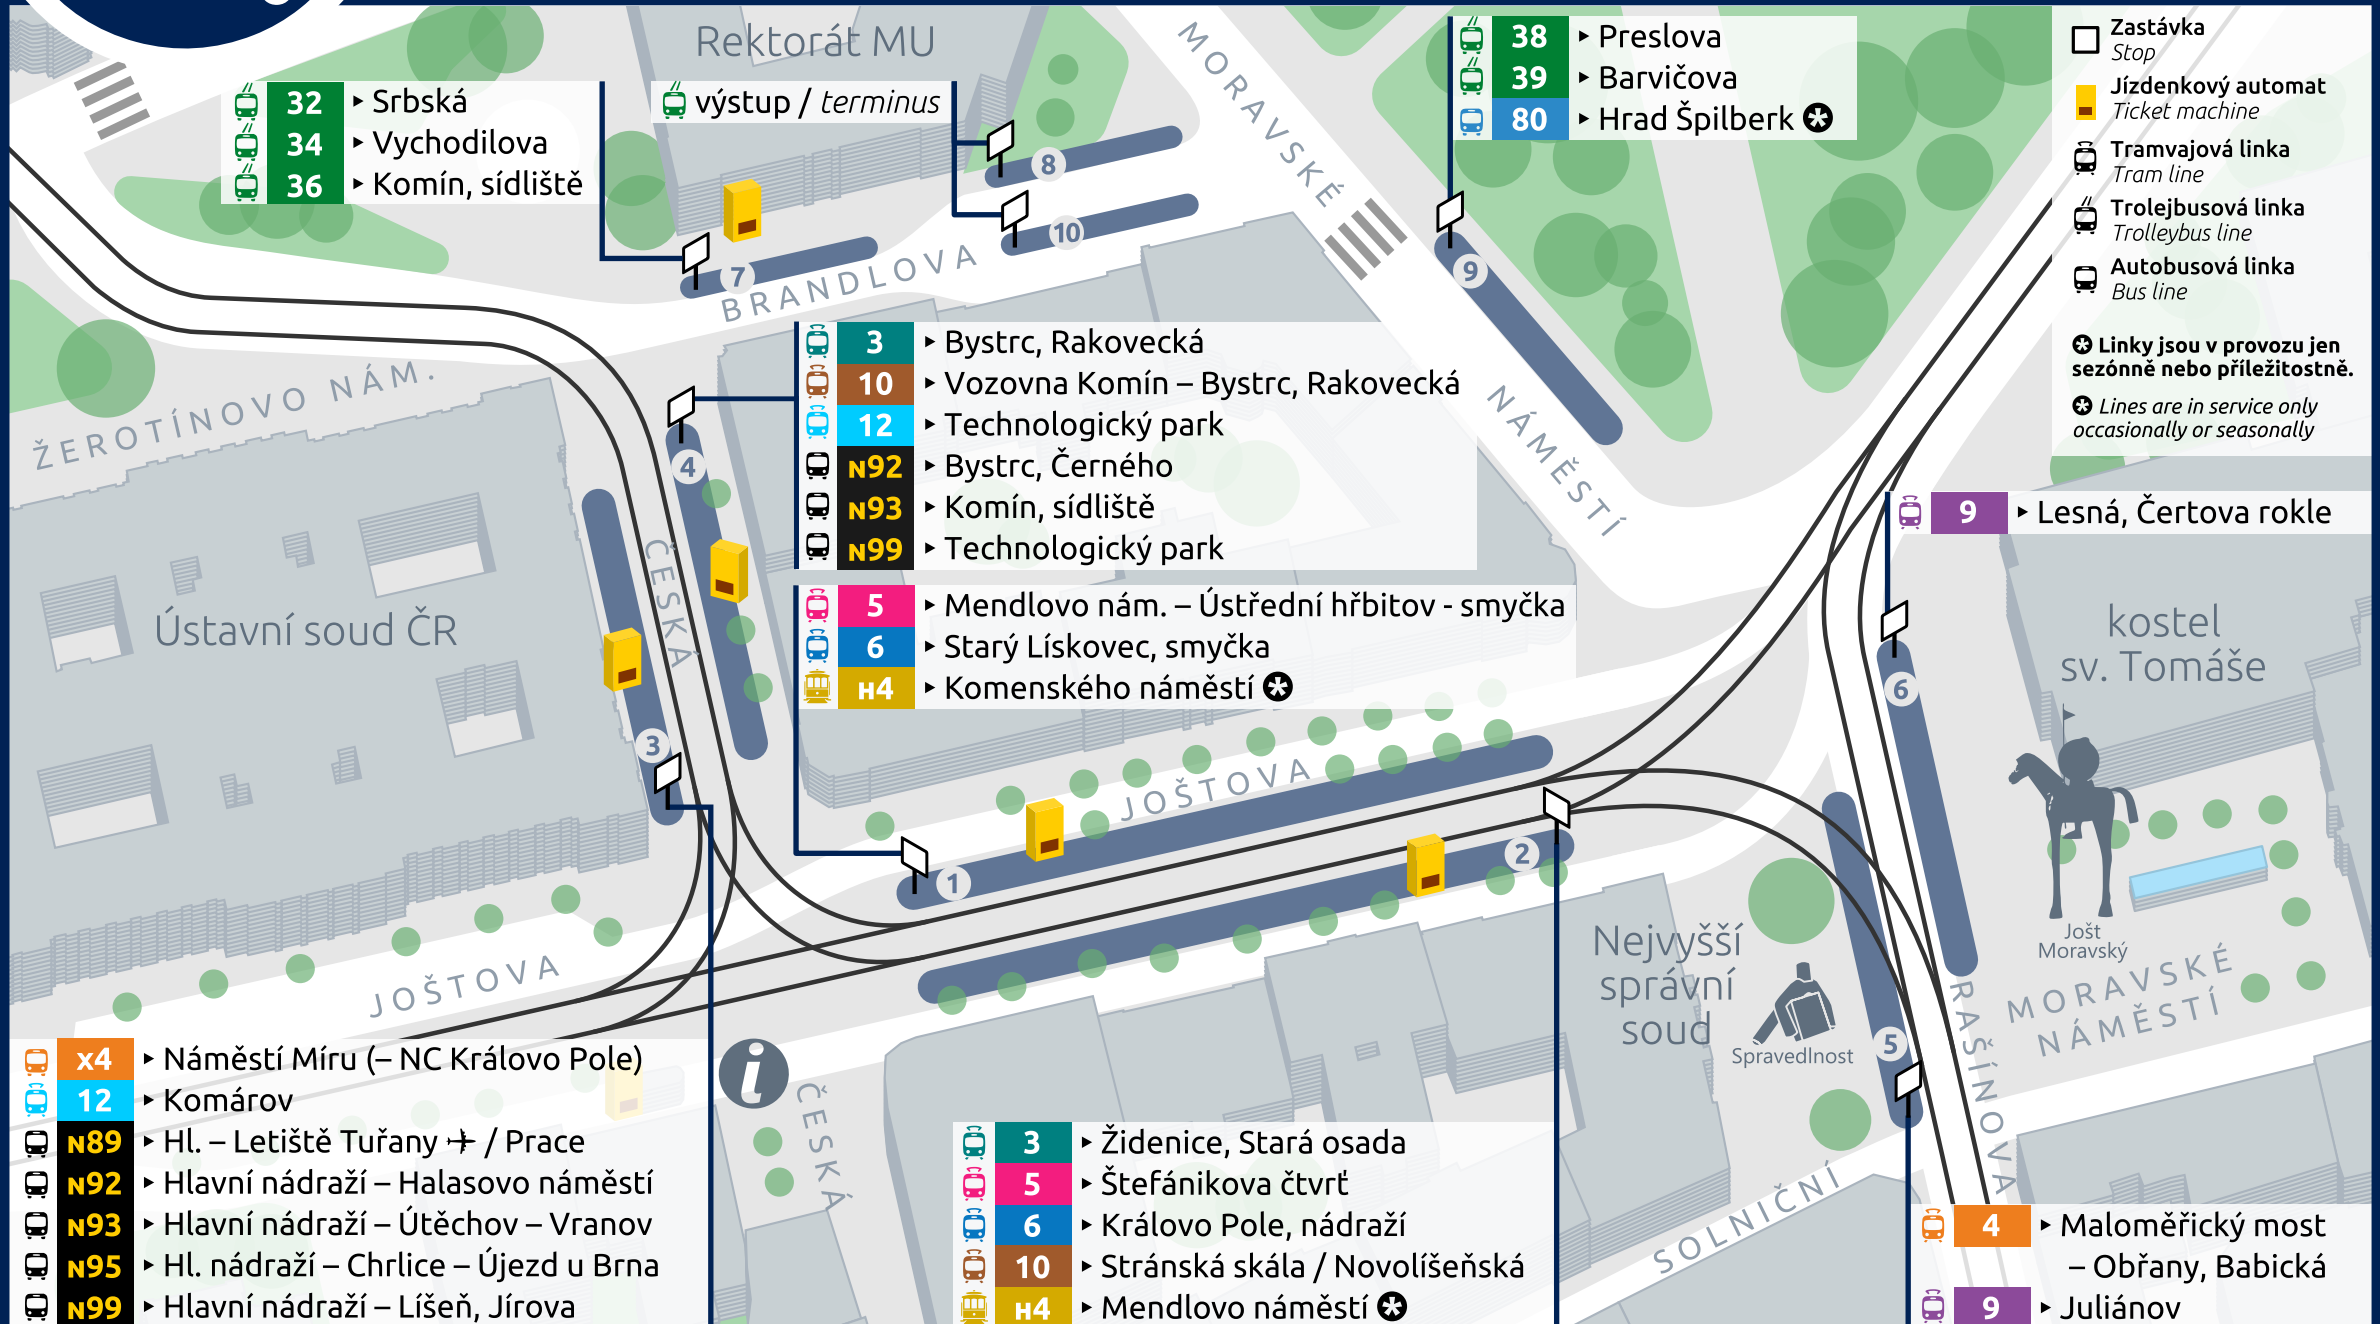 Rektorát MU
32 ▸ Srbská
34 ▸ Vychodilova
36 ▸ Komín, sídliště
výstup / terminus
8
10
7
BRANDLOVA
MORAVSKÉ
NÁMĚSTÍ
38 ▸ Preslova
39 ▸ Barvičova
80 ▸ Hrad Špilberk
9
Zastávka
Stop
Jízdenkový automat
Ticket machine
Tramvajová linka
Tram line
Trolejbusová linka
Trolleybus line
Autobusová linka
Bus line
Linky jsou v provozu jen
sezónně nebo příležitostně.
Lines are in service only
occasionally or seasonally
ŽEROTÍNOVO NÁM.
3 ▸ Bystrc, Rakovecká
10 ▸ Vozovna Komín – Bystrc, Rakovecká
12 ▸ Technologický park
N92 ▸ Bystrc, Černého
N93 ▸ Komín, sídliště
N99 ▸ Technologický park
4
ČESKÁ
Ústavní soud ČR
5 ▸ Mendlovo nám. – Ústřední hřbitov - smyčka
6 ▸ Starý Lískovec, smyčka
H4 ▸ Komenského náměstí
9 ▸ Lesná, Čertova rokle
kostel
sv. Tomáše
6
3
JOŠTOVA
1
2
Jošt
Moravský
MORAVSKÉ
NÁMĚSTÍ
JOŠTOVA
Nejvyšší
správní
soud
Spravedlnost
5
RAŠÍNOVA
i
ČESKÁ
SOLNIČNÍ
x4 ▸ Náměstí Míru (– NC Královo Pole)
12 ▸ Komárov
N89 ▸ Hl. – Letiště Tuřany ✈ / Prace
N92 ▸ Hlavní nádraží – Halasovo náměstí
N93 ▸ Hlavní nádraží – Útěchov – Vranov
N95 ▸ Hl. nádraží – Chrlice – Újezd u Brna
N99 ▸ Hlavní nádraží – Líšeň, Jírova
3 ▸ Židenice, Stará osada
5 ▸ Štefánikova čtvrť
6 ▸ Královo Pole, nádraží
10 ▸ Stránská skála / Novolíšeňská
H4 ▸ Mendlovo náměstí
4 ▸ Maloměřický most
– Obřany, Babická
9 ▸ Juliánov